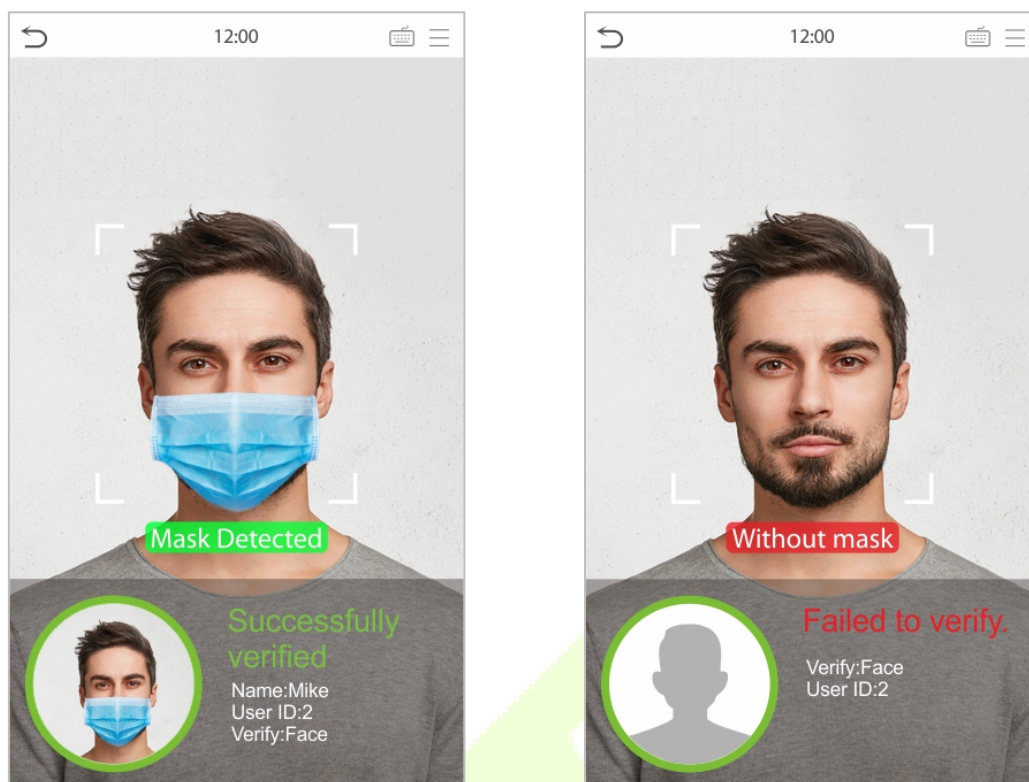 12:00
Mask Detected
Successfully
verified
Name:Mike
User ID:2
Verify:Face
12:00
Without mask
Failed to verify.
Verify:Face
User ID:2